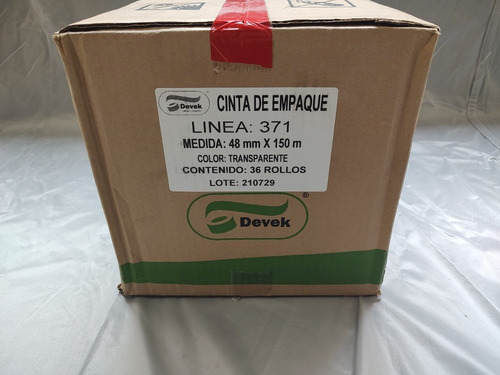 Devek
CINTA DE EMPAQUE
LINEA: 371
MEDIDA: 48 mm X 150 m
COLOR: TRANSPARENTE
CONTENIDO: 36 ROLLOS
LOTE: 210729
Devek®